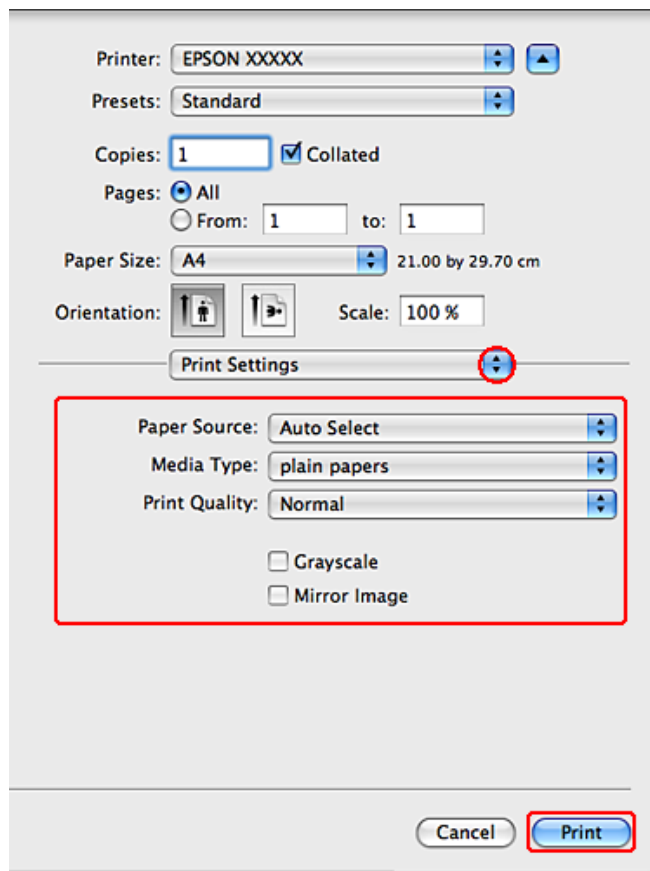 Printer: EPSON XXXXX
Presets: Standard
Copies: 1 Collated
Pages: All
From: 1 to: 1
Paper Size: A4 21.00 by 29.70 cm
Orientation: Scale: 100 %
Print Settings
Paper Source: Auto Select
Media Type: plain papers
Print Quality: Normal
Grayscale
Mirror Image
Cancel Print